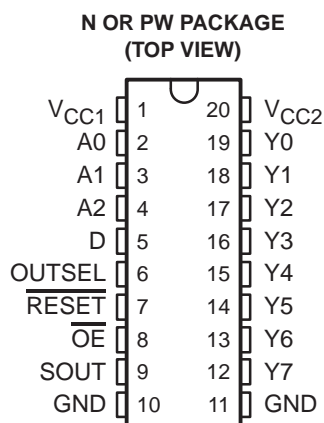 N OR PW PACKAGE
(TOP VIEW)
VCC1 1 20 VCC2
A0 2 19 Y0
A1 3 18 Y1
A2 4 17 Y2
D 5 16 Y3
OUTSEL 6 15 Y4
R̅E̅S̅E̅T̅ 7 14 Y5
O̅E̅ 8 13 Y6
SOUT 9 12 Y7
GND 10 11 GND